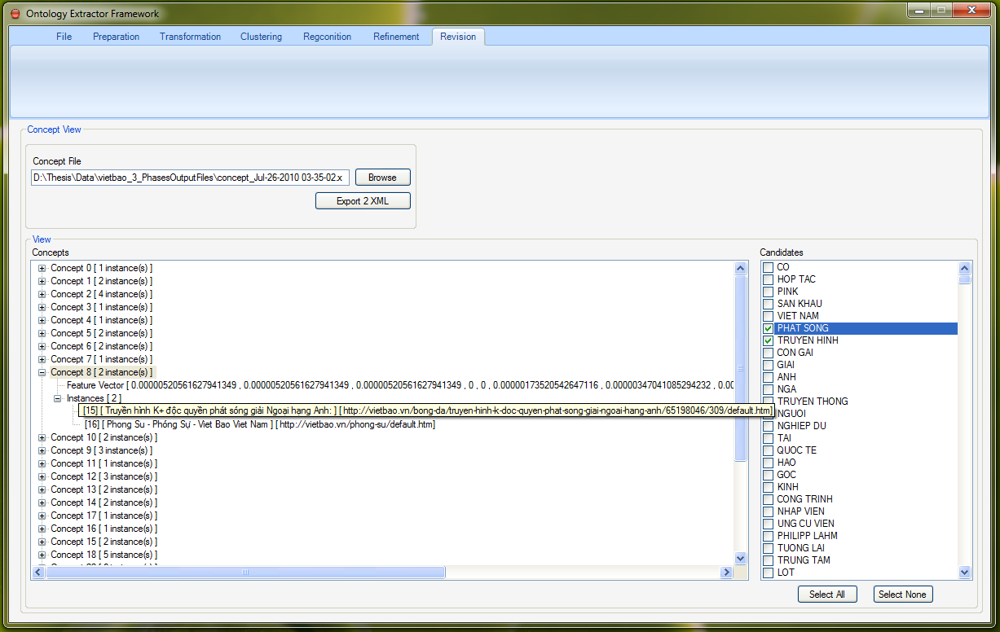 Ontology Extractor Framework
File Preparation Transformation Clustering Regconition Refinement Revision
Concept View
Concept File
D:\Thesis\Data\vietbao_3_PhasesOutputFiles\concept_Jul-26-2010 03-35-02.x Browse
Export 2 XML
View
Concepts
Concept 0 [ 1 instance(s) ]
Concept 1 [ 2 instance(s) ]
Concept 2 [ 4 instance(s) ]
Concept 3 [ 1 instance(s) ]
Concept 4 [ 1 instance(s) ]
Concept 5 [ 2 instance(s) ]
Concept 6 [ 2 instance(s) ]
Concept 7 [ 1 instance(s) ]
Concept 8 [ 2 instance(s) ]
Feature Vector [ 0.00000520561627941349 , 0.00000520561627941349 , 0.00000520561627941349 , 0 , 0 , 0.00000173520542647116 , 0.00000347041085294232 , 0.00
Instances [ 2 ]
[15] [ Truyền hình K+ độc quyền phát sóng giải Ngoại hạng Anh: ] [ http://vietbao.vn/bong-da/truyen-hinh-k-doc-quyen-phat-song-giai-ngoai-hang-anh/65198046/309/default.htm]
[16] [ Phong Su - Phóng Sự - Viet Bao Viet Nam ] [ http://vietbao.vn/phong-su/default.htm]
Concept 10 [ 2 instance(s) ]
Concept 9 [ 3 instance(s) ]
Concept 11 [ 1 instance(s) ]
Concept 12 [ 3 instance(s) ]
Concept 13 [ 2 instance(s) ]
Concept 14 [ 2 instance(s) ]
Concept 17 [ 1 instance(s) ]
Concept 16 [ 1 instance(s) ]
Concept 15 [ 2 instance(s) ]
Concept 18 [ 5 instance(s) ]
Candidates
CO
HOP TAC
PINK
SAN KHAU
VIET NAM
PHAT SONG
TRUYEN HINH
CON GAI
GIAI
ANH
NGA
TRUYEN THONG
NGUOI
NGHIEP DU
TAI
QUOC TE
HAO
GOC
KINH
CONG TRINH
NHAP VIEN
UNG CU VIEN
PHILIPP LAHM
TUONG LAI
TRUNG TAM
LOT
Select All Select None